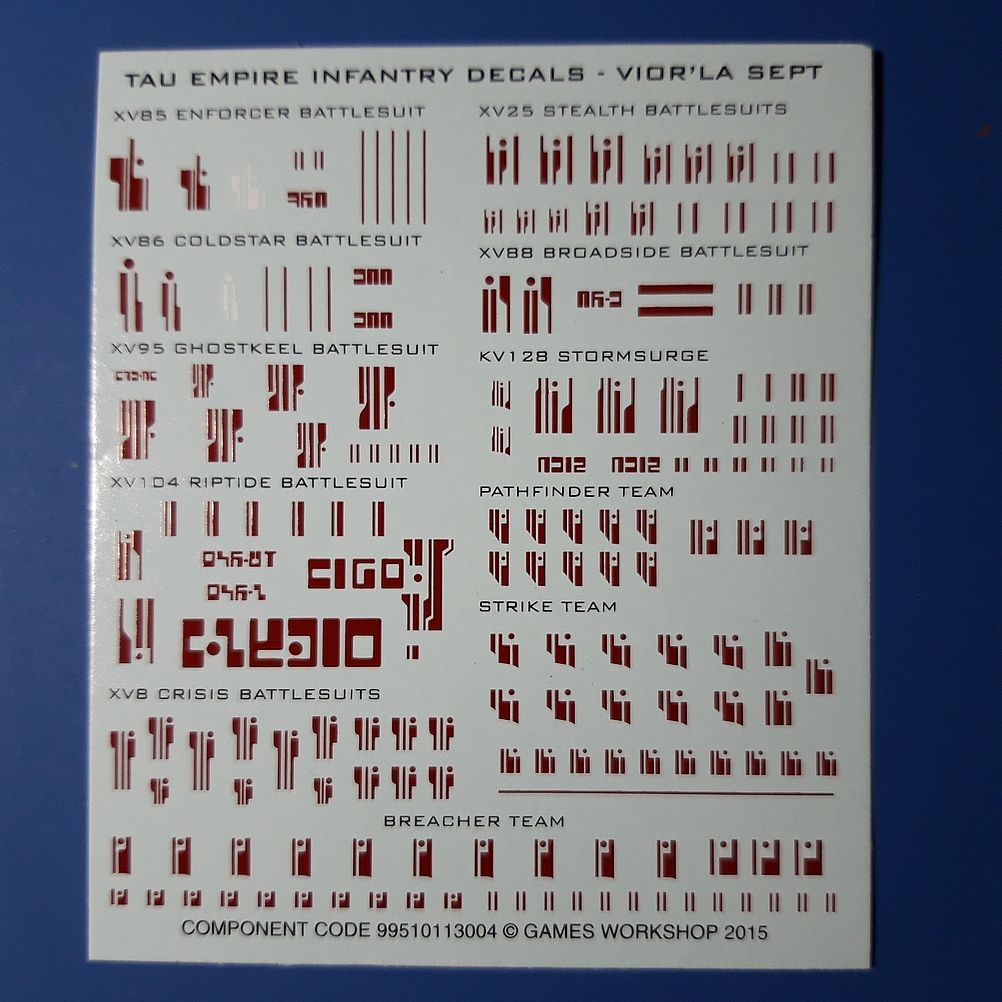 TAU EMPIRE INFANTRY DECALS - VIOR'LA SEPT
XV85 ENFORCER BATTLESUIT
XV86 COLDSTAR BATTLESUIT
XV95 GHOSTKEEL BATTLESUIT
XV104 RIPTIDE BATTLESUIT
XV8 CRISIS BATTLESUITS
XV25 STEALTH BATTLESUITS
XV88 BROADSIDE BATTLESUIT
KV128 STORMSURGE
PATHFINDER TEAM
STRIKE TEAM
BREACHER TEAM
COMPONENT CODE 99510113004 © GAMES WORKSHOP 2015